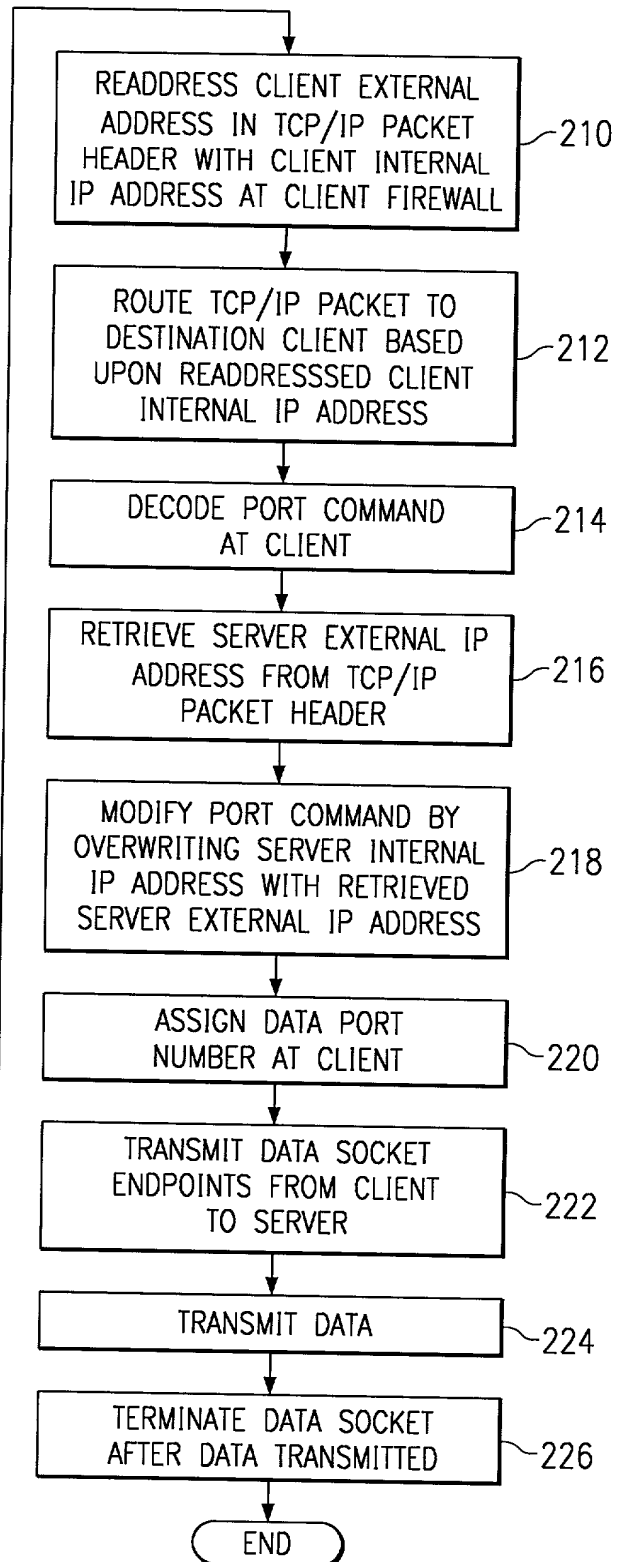 READDRESS CLIENT EXTERNAL
ADDRESS IN TCP/IP PACKET
HEADER WITH CLIENT INTERNAL
IP ADDRESS AT CLIENT FIREWALL
210
ROUTE TCP/IP PACKET TO
DESTINATION CLIENT BASED
UPON READDRESSSED CLIENT
INTERNAL IP ADDRESS
212
DECODE PORT COMMAND
AT CLIENT
214
RETRIEVE SERVER EXTERNAL IP
ADDRESS FROM TCP/IP
PACKET HEADER
216
MODIFY PORT COMMAND BY
OVERWRITING SERVER INTERNAL
IP ADDRESS WITH RETRIEVED
SERVER EXTERNAL IP ADDRESS
218
ASSIGN DATA PORT
NUMBER AT CLIENT
220
TRANSMIT DATA SOCKET
ENDPOINTS FROM CLIENT
TO SERVER
222
TRANSMIT DATA
224
TERMINATE DATA SOCKET
AFTER DATA TRANSMITTED
226
END